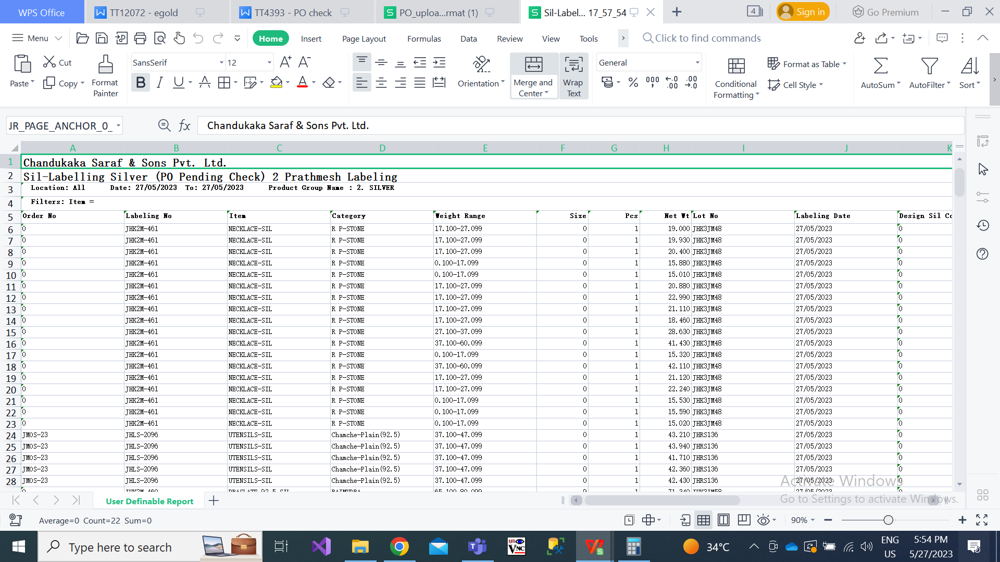 WPS Office TT12072 - egold TT4393 - PO check PO_uploa...rmat (1) Sil-Label... 17_57_54 4 Sign in Go Premium
Menu Home Insert Page Layout Formulas Data Review View Tools Click to find commands
Cut SansSerif 12 General Format as Table
Paste Copy Format Painter Orientation Merge and Center Wrap Text Conditional Formatting Cell Style AutoSum AutoFilter Sort
JR_PAGE_ANCHOR_0_ fx Chandukaka Saraf & Sons Pvt. Ltd.
A B C D E F G H I J K
1 Chandukaka Saraf & Sons Pvt. Ltd.
2 Sil-Labelling Silver (PO Pending Check) 2 Prathmesh Labeling
3 Location: All Date: 27/05/2023 To: 27/05/2023 Product Group Name : 2. SILVER
4 Filters: Item =
5 Order No Labeling No Item Category Weight Range Size Pcs Net Wt Lot No Labeling Date Design Sil Co
6 0 JHK2M-461 NECKLACE-SIL R P-STONE 17.100-27.099 0 1 19.000 JHK3JM48 27/05/2023 0
7 0 JHK2M-461 NECKLACE-SIL R P-STONE 17.100-27.099 0 1 19.930 JHK3JM48 27/05/2023 0
8 0 JHK2M-461 NECKLACE-SIL R P-STONE 17.100-27.099 0 1 20.400 JHK3JM48 27/05/2023 0
9 0 JHK2M-461 NECKLACE-SIL R P-STONE 0.100-17.099 0 1 15.880 JHK3JM48 27/05/2023 0
10 0 JHK2M-461 NECKLACE-SIL R P-STONE 0.100-17.099 0 1 15.010 JHK3JM48 27/05/2023 0
11 0 JHK2M-461 NECKLACE-SIL R P-STONE 17.100-27.099 0 1 20.880 JHK3JM48 27/05/2023 0
12 0 JHK2M-461 NECKLACE-SIL R P-STONE 17.100-27.099 0 1 22.990 JHK3JM48 27/05/2023 0
13 0 JHK2M-461 NECKLACE-SIL R P-STONE 17.100-27.099 0 1 21.110 JHK3JM48 27/05/2023 0
14 0 JHK2M-461 NECKLACE-SIL R P-STONE 17.100-27.099 0 1 18.460 JHK3JM48 27/05/2023 0
15 0 JHK2M-461 NECKLACE-SIL R P-STONE 27.100-37.099 0 1 28.630 JHK3JM48 27/05/2023 0
16 0 JHK2M-461 NECKLACE-SIL R P-STONE 37.100-60.099 0 1 41.430 JHK3JM48 27/05/2023 0
17 0 JHK2M-461 NECKLACE-SIL R P-STONE 0.100-17.099 0 1 15.320 JHK3JM48 27/05/2023 0
18 0 JHK2M-461 NECKLACE-SIL R P-STONE 37.100-60.099 0 1 42.110 JHK3JM48 27/05/2023 0
19 0 JHK2M-461 NECKLACE-SIL R P-STONE 17.100-27.099 0 1 21.120 JHK3JM48 27/05/2023 0
20 0 JHK2M-461 NECKLACE-SIL R P-STONE 17.100-27.099 0 1 22.240 JHK3JM48 27/05/2023 0
21 0 JHK2M-461 NECKLACE-SIL R P-STONE 0.100-17.099 0 1 15.530 JHK3JM48 27/05/2023 0
22 0 JHK2M-461 NECKLACE-SIL R P-STONE 0.100-17.099 0 1 15.590 JHK3JM48 27/05/2023 0
23 0 JHK2M-461 NECKLACE-SIL R P-STONE 0.100-17.099 0 1 15.020 JHK3JM48 27/05/2023 0
24 JMOS-23 JHLS-2096 UTENSILS-SIL Chamche-Plain(92.5) 37.100-47.099 0 1 43.210 JHRS136 27/05/2023 0
25 JMOS-23 JHLS-2096 UTENSILS-SIL Chamche-Plain(92.5) 37.100-47.099 0 1 43.940 JHRS136 27/05/2023 0
26 JMOS-23 JHLS-2096 UTENSILS-SIL Chamche-Plain(92.5) 37.100-47.099 0 1 41.710 JHRS136 27/05/2023 0
27 JMOS-23 JHLS-2096 UTENSILS-SIL Chamche-Plain(92.5) 37.100-47.099 0 1 42.360 JHRS136 27/05/2023 0
28 JMOS-23 JHLS-2096 UTENSILS-SIL Chamche-Plain(92.5) 37.100-47.099 0 1 42.430 JHRS136 27/05/2023 0
Activate Windows
Go to Settings to activate Windows.
User Definable Report
Average=0 Count=22 Sum=0 90%
Type here to search VNC 34°C ENG US 5:54 PM 5/27/2023